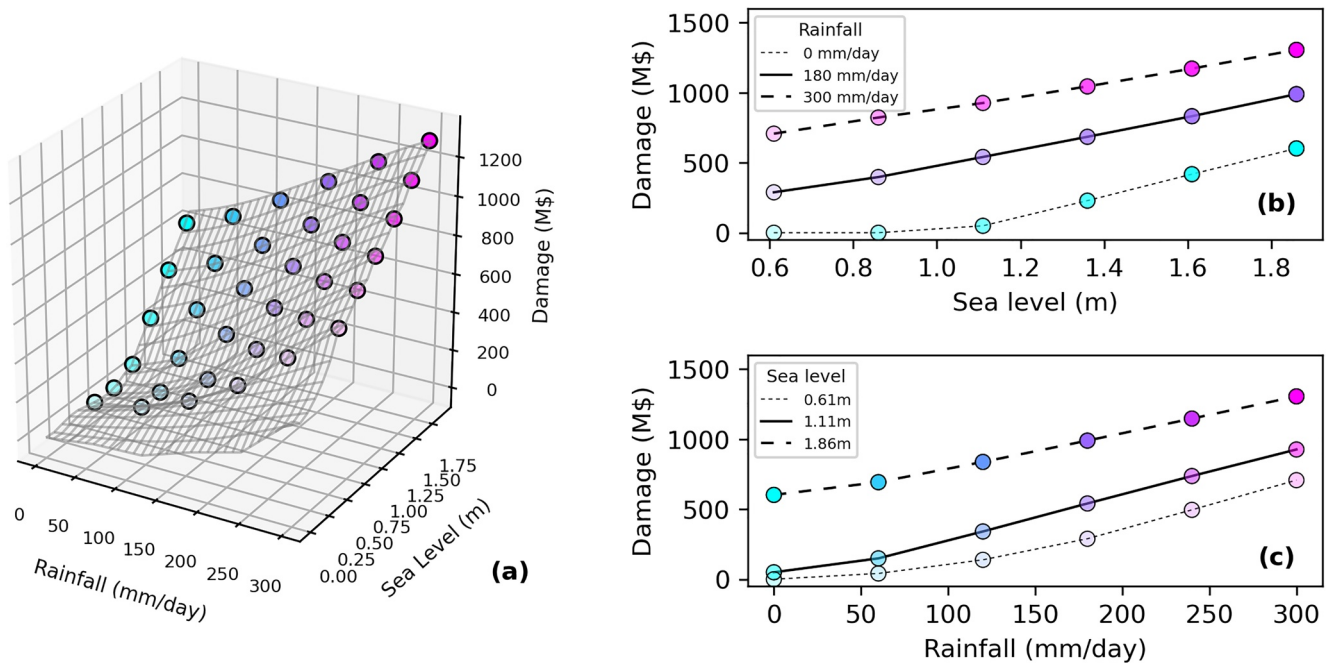 1200
1000
800
600
400
200
0
Damage (M$)
0
50
100
150
200
250
300
Rainfall (mm/day)
0.00
0.25
0.50
0.75
1.00
1.25
1.50
1.75
Sea Level (m)
(a)
1500
1000
500
0
Damage (M$)
Rainfall
0 mm/day
180 mm/day
300 mm/day
(b)
0.6 0.8 1.0 1.2 1.4 1.6 1.8
Sea level (m)
1500
1000
500
0
Damage (M$)
Sea level
0.61m
1.11m
1.86m
(c)
0 50 100 150 200 250 300
Rainfall (mm/day)